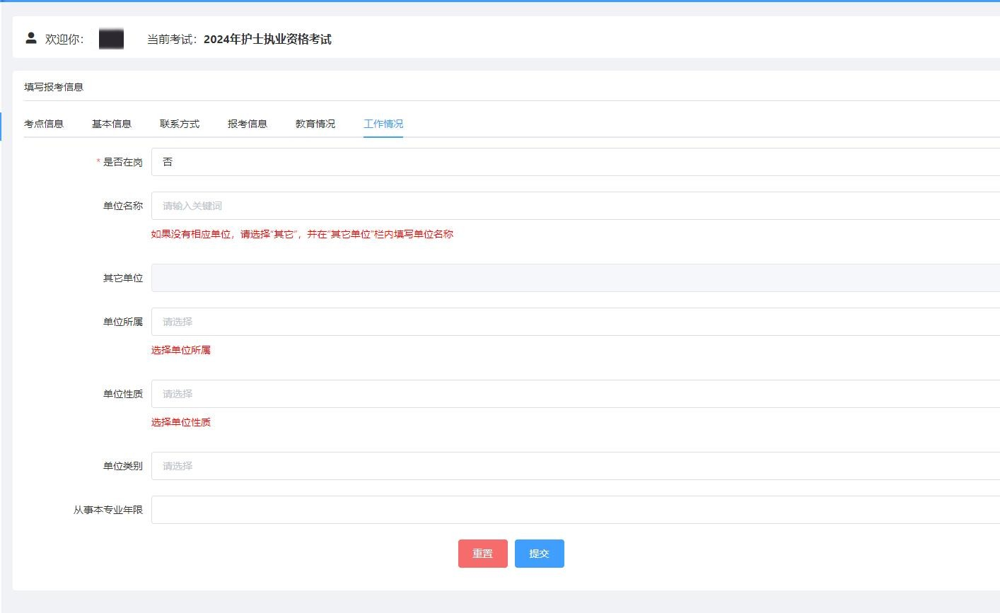 欢迎你： 当前考试：2024年护士执业资格考试
填写报考信息
考点信息 基本信息 联系方式 报考信息 教育情况 工作情况
* 是否在岗 否
单位名称 请输入关键词
如果没有相应单位，请选择“其它”，并在“其它单位”栏内填写单位名称
其它单位
单位所属 请选择
选择单位所属
单位性质 请选择
选择单位性质
单位类别 请选择
从事本专业年限
重置 提交